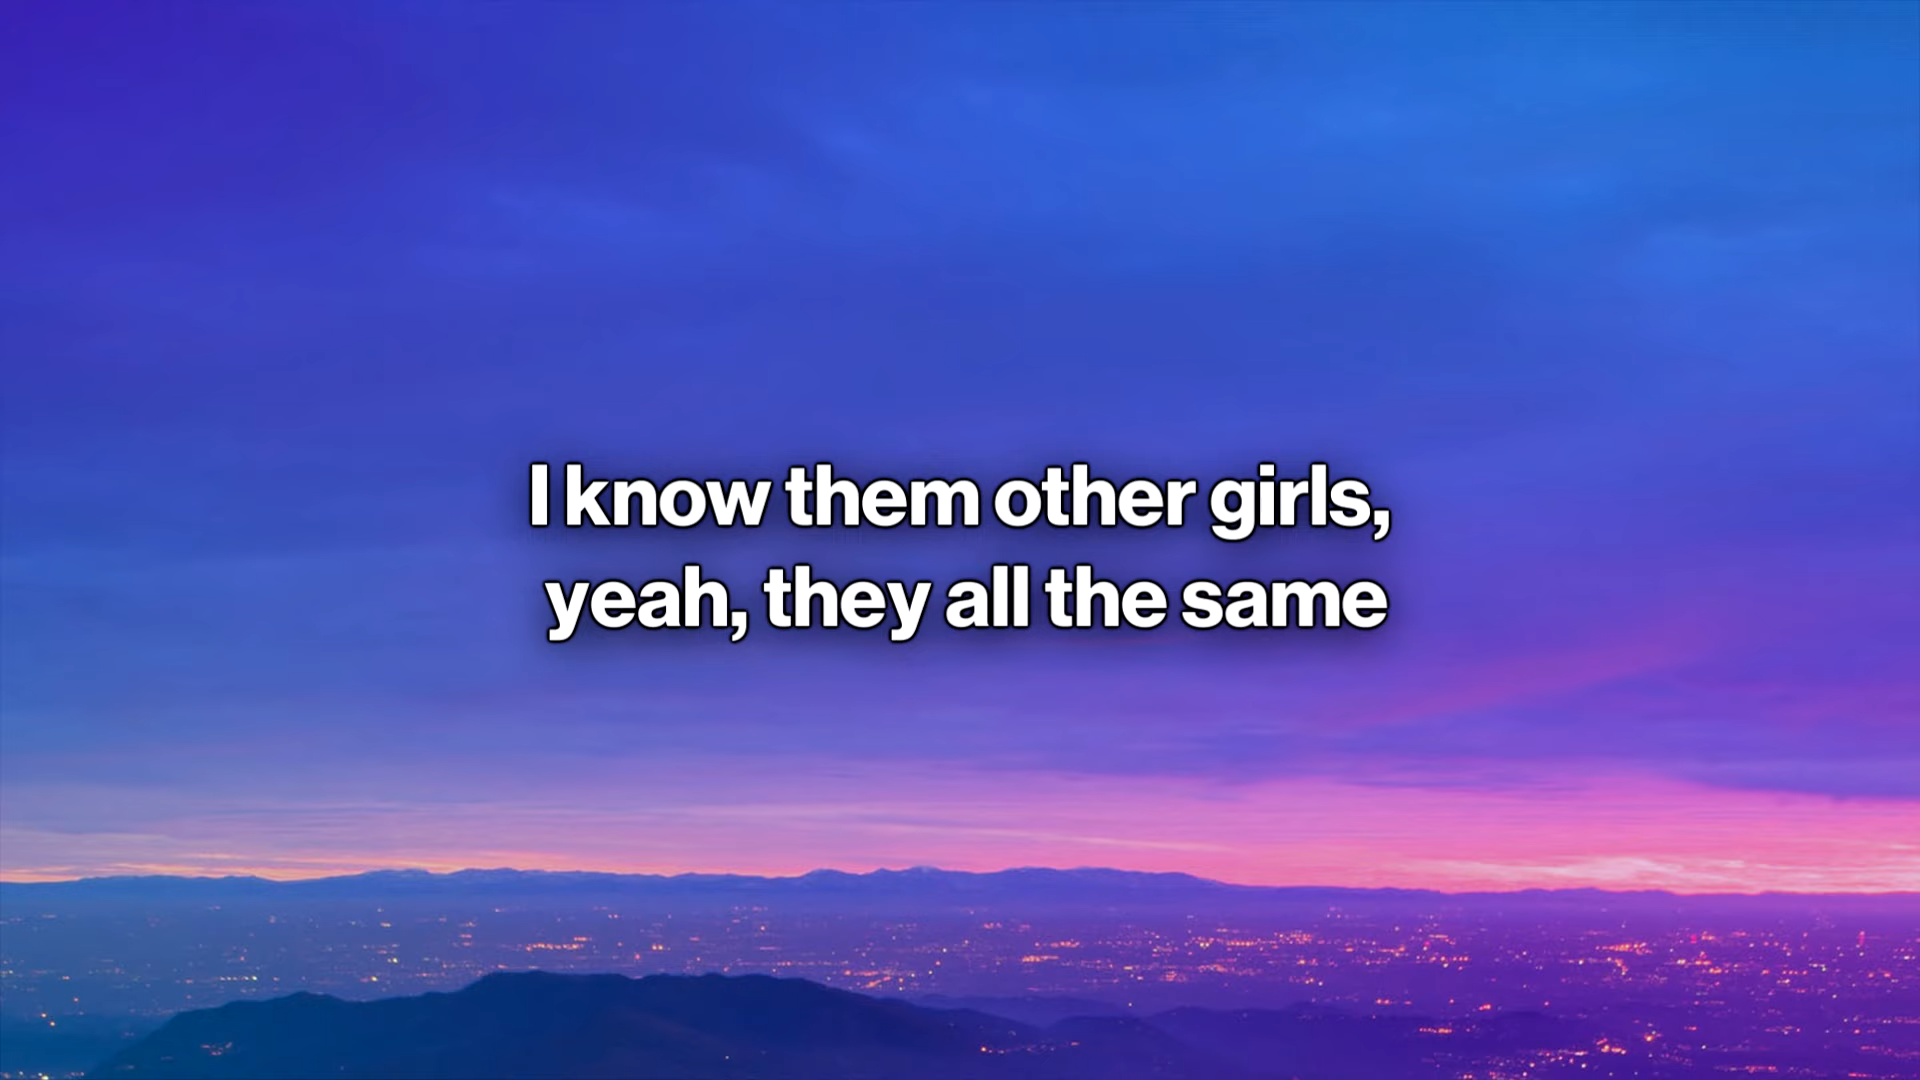 I know them other girls,
yeah, they all the same